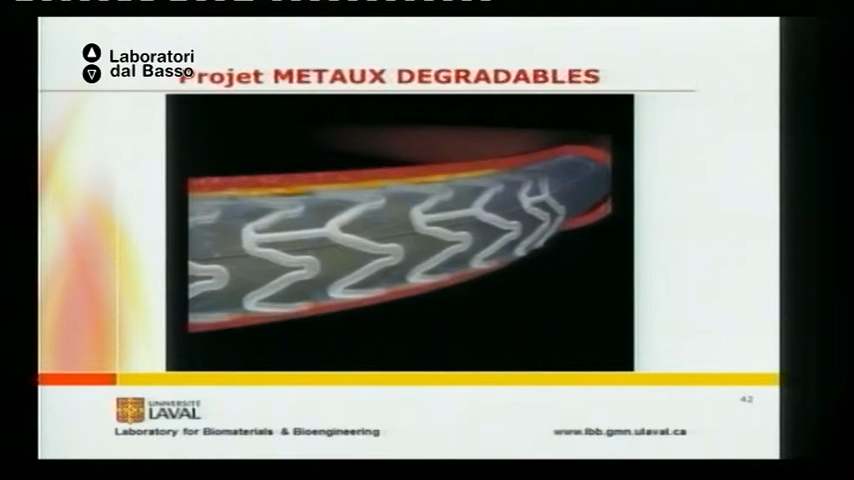 Laboratori
dal Basso
Projet METAUX DEGRADABLES
42
UNIVERSITÉ
LAVAL
Laboratory for Biomaterials & Bioengineering
www.lbb.gmn.ulaval.ca